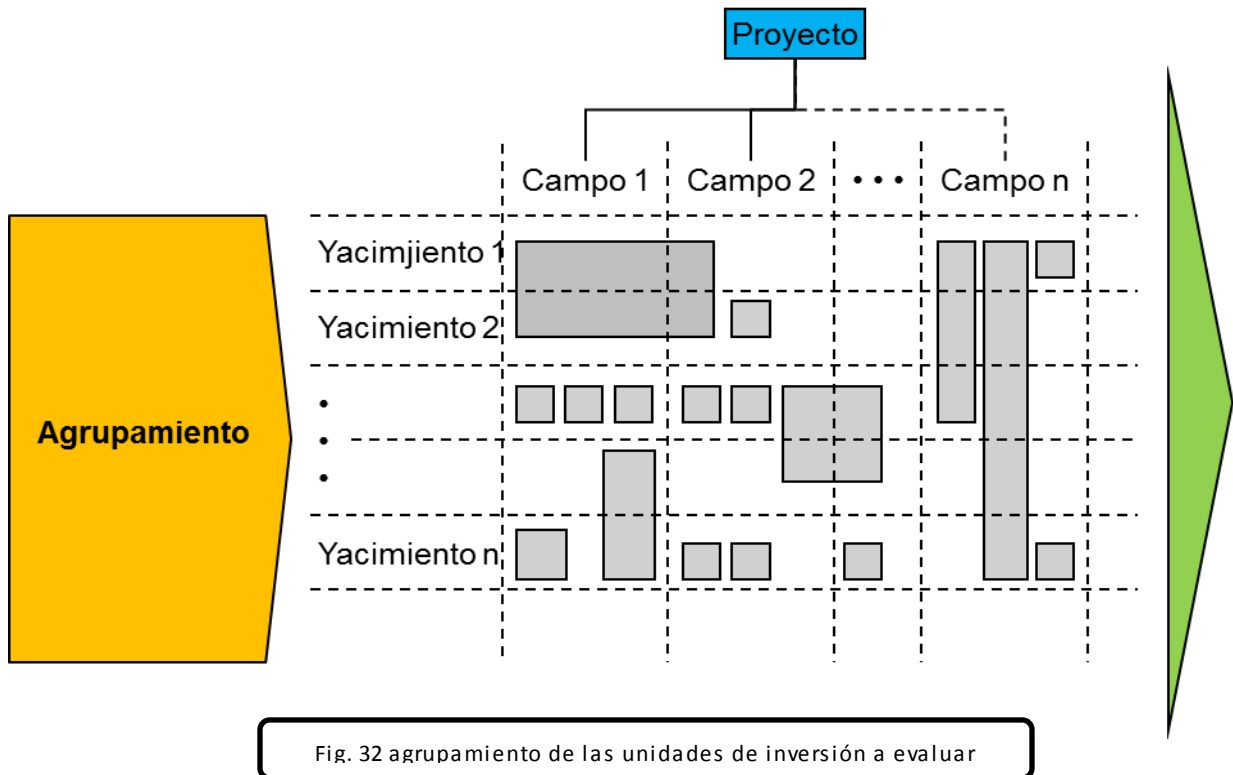 Proyecto
Campo 1 Campo 2 • • • Campo n
Yacimjiento 1
Yacimiento 2
•
Agrupamiento
•
•
Yacimiento n
Fig. 32 agrupamiento de las unidades de inversión a evaluar